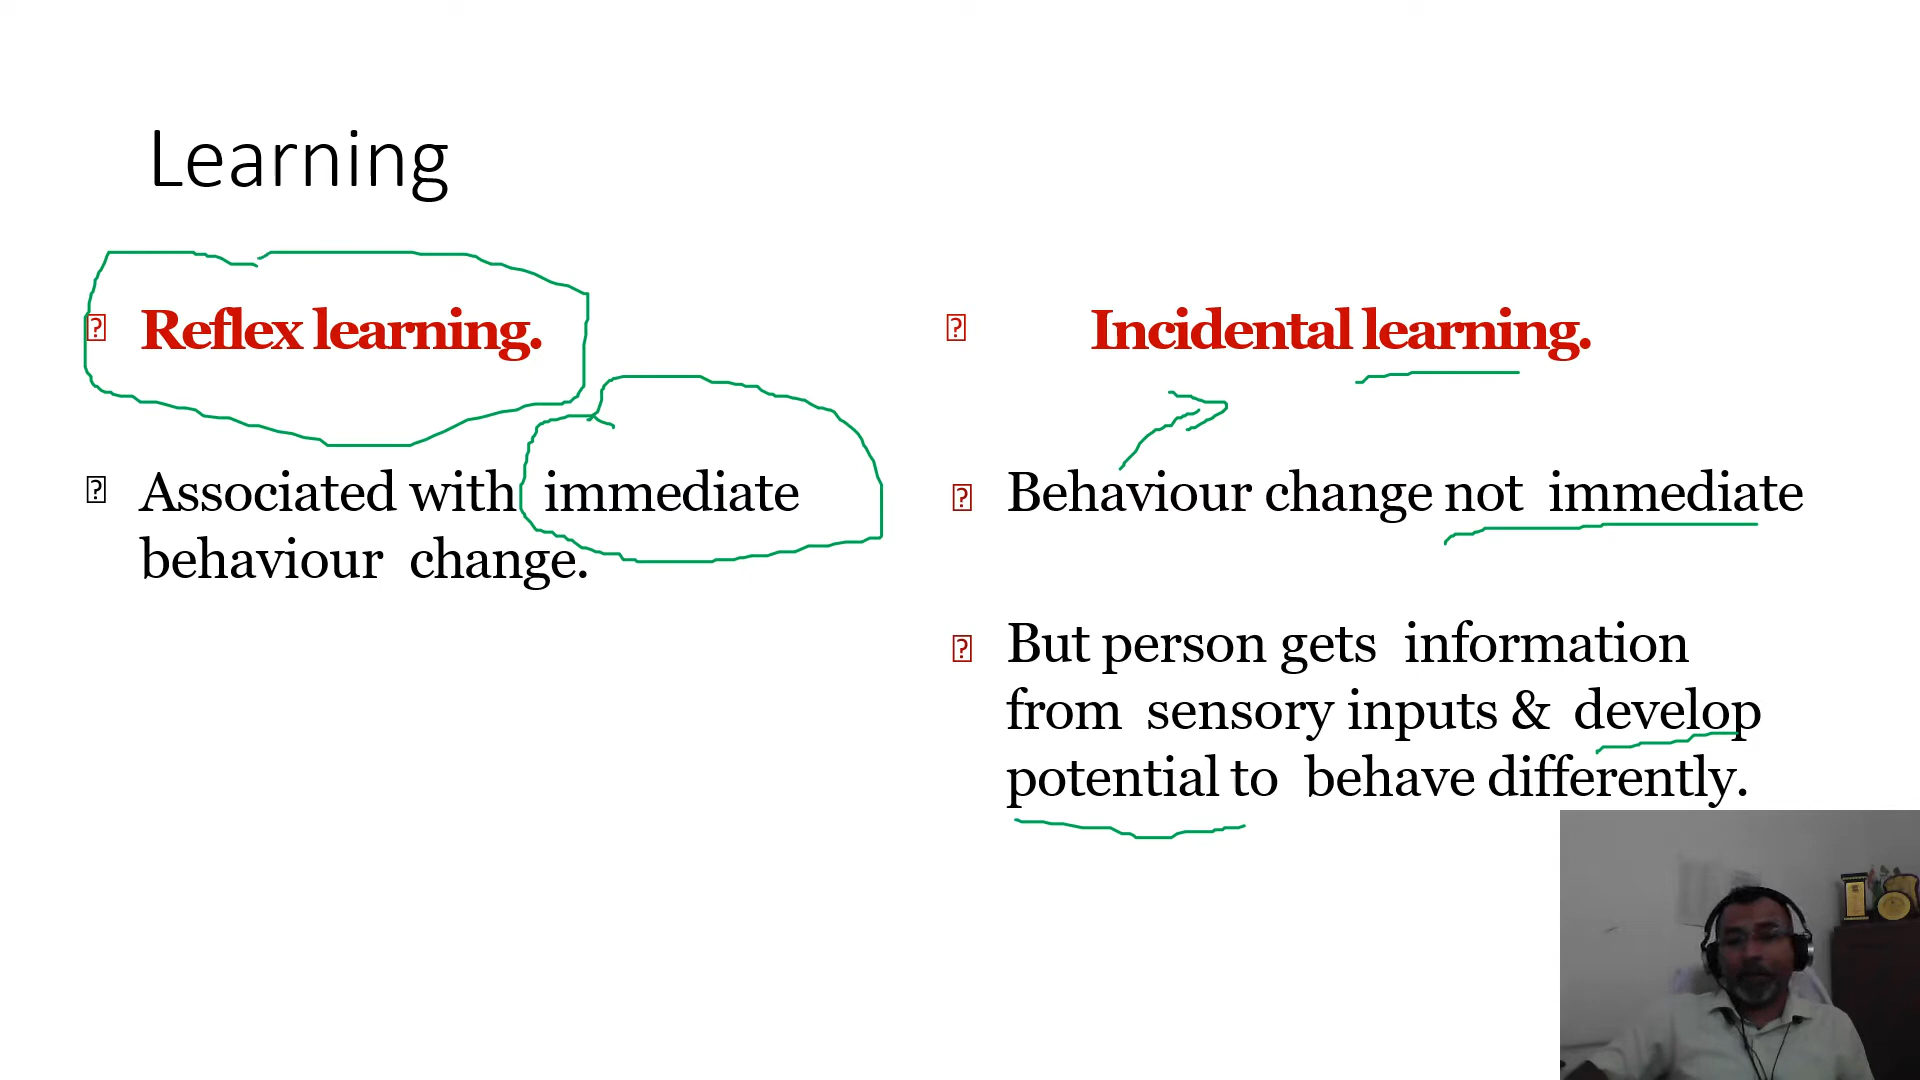 Learning
Reflex learning.
Associated with immediate
behaviour change.
Incidental learning.
Behaviour change not immediate
But person gets information
from sensory inputs & develop
potential to behave differently.